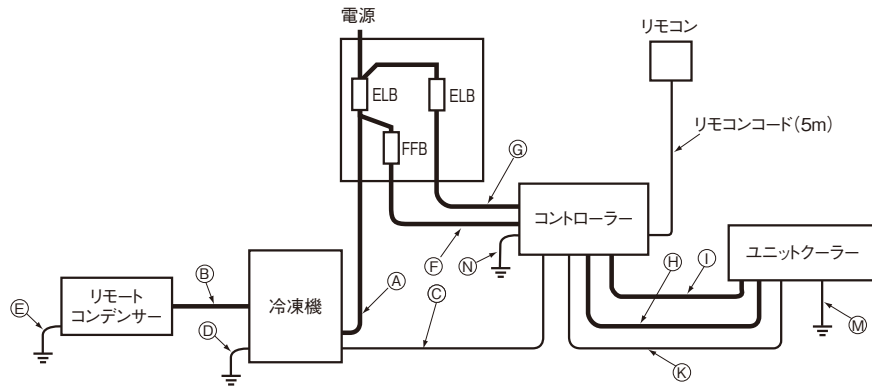 電源
リモコン
ELB
ELB
リモコンコード(5m)
FFB
Ⓖ
コントローラー
ユニットクーラー
Ⓕ
Ⓝ
Ⓗ
Ⓘ
Ⓑ
Ⓐ
Ⓒ
リモート
コンデンサー
冷凍機
Ⓔ
Ⓓ
Ⓜ
Ⓚ